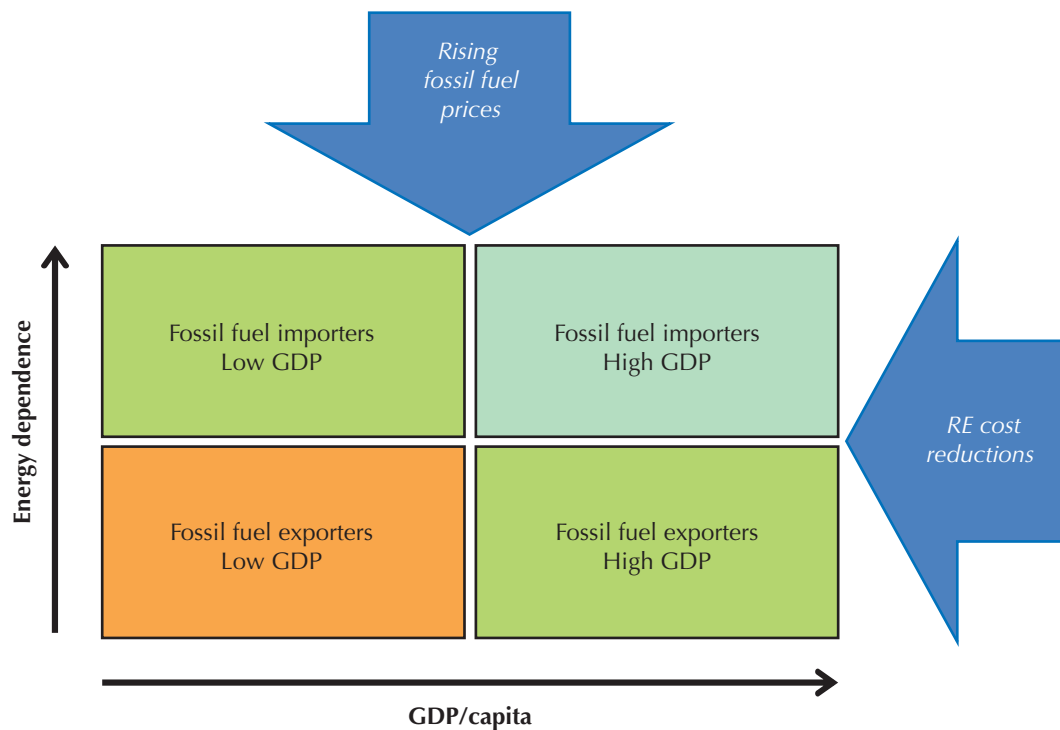 Rising
fossil fuel
prices
Fossil fuel importers
Low GDP
Fossil fuel importers
High GDP
Energy dependence
RE cost
reductions
Fossil fuel exporters
Low GDP
Fossil fuel exporters
High GDP
GDP/capita